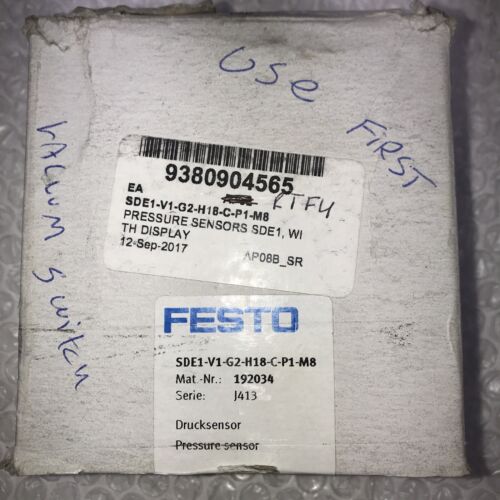 USE FIRST
VACUUM Switch
9380904565
EA
SDE1-V1-G2-H18-C-P1-M8
PRESSURE SENSORS SDE1, WI
TH DISPLAY
12-Sep-2017
AP08B_SR
FESTO
SDE1-V1-G2-H18-C-P1-M8
Mat.-Nr.: 192034
Serie: J413
Drucksensor
Pressure sensor